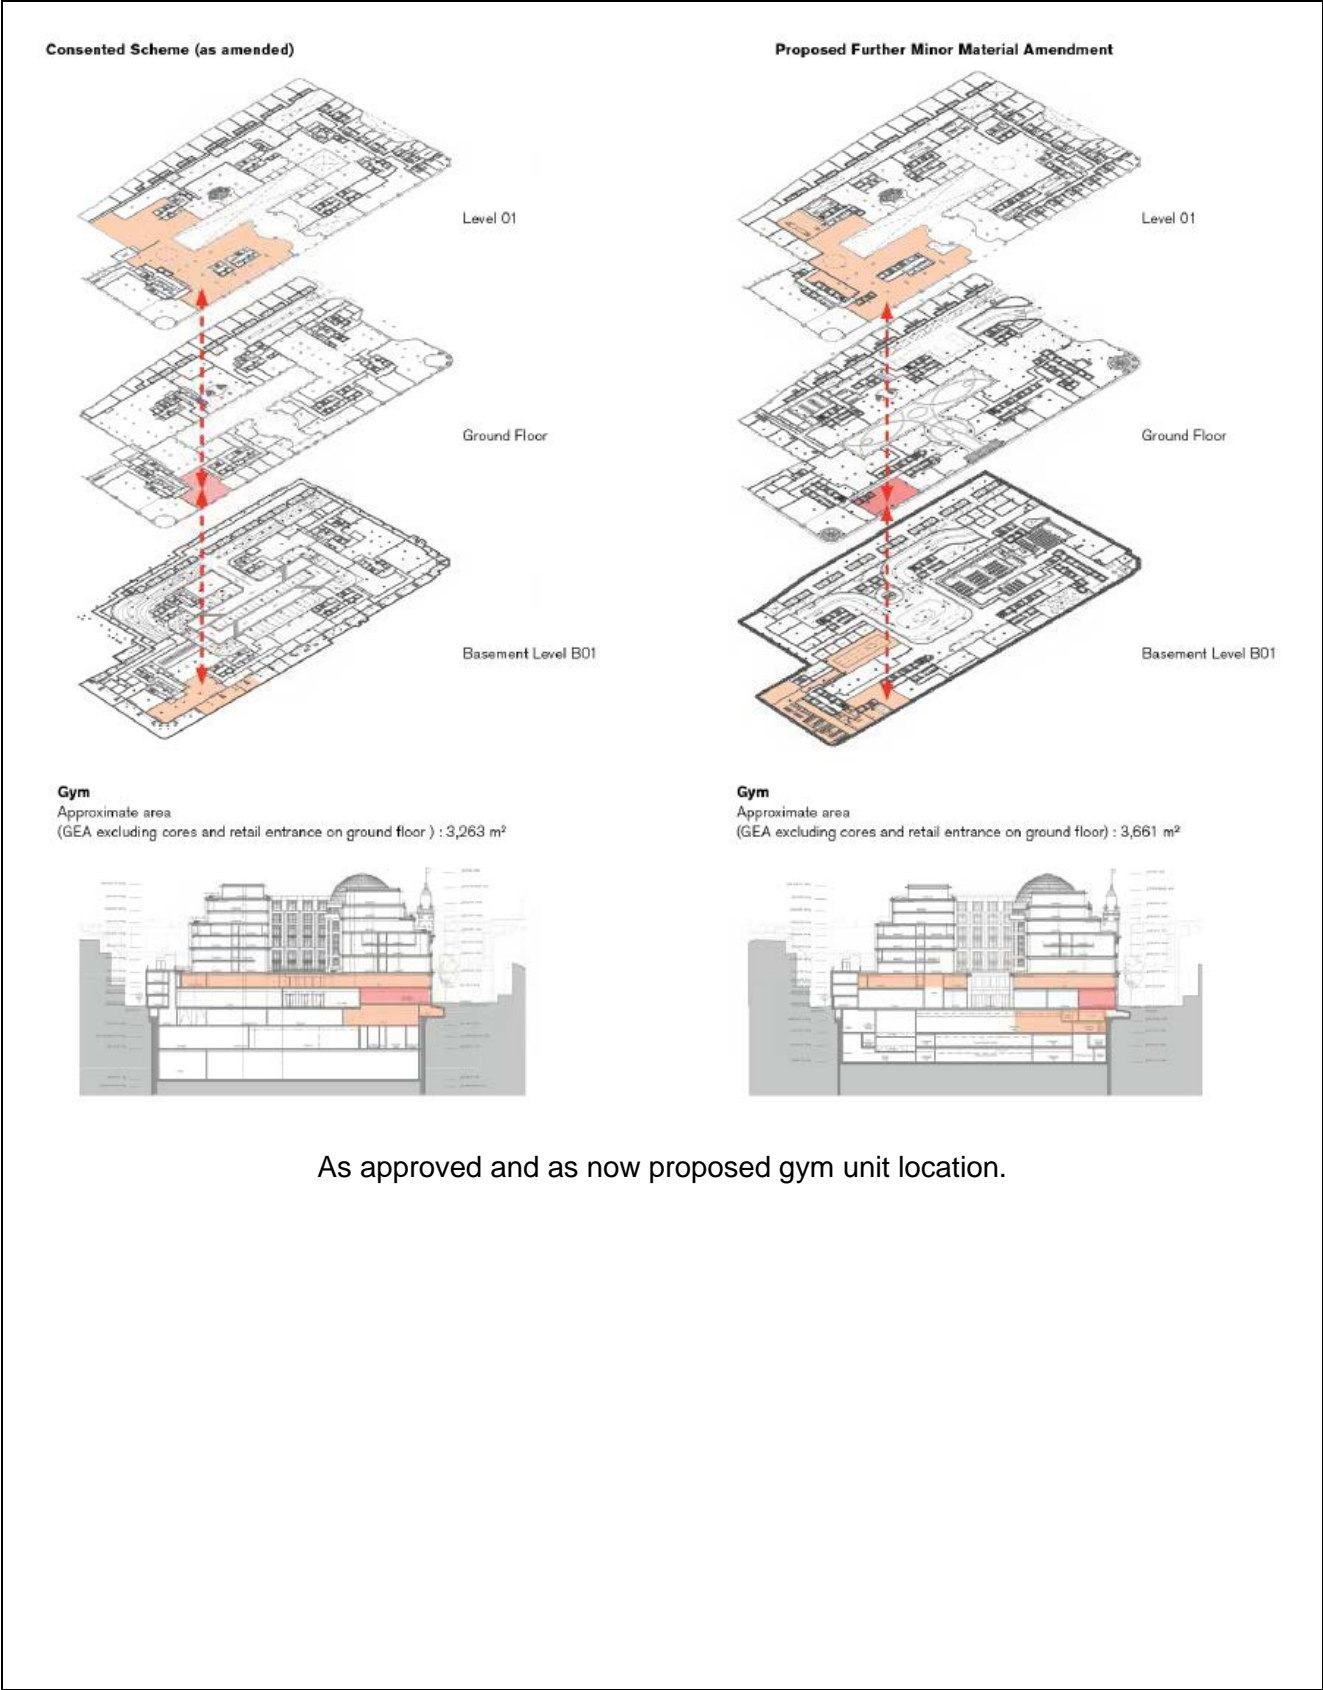 Consented Scheme (as amended)
Proposed Further Minor Material Amendment
Level 01
Level 01
Ground Floor
Ground Floor
Basement Level B01
Basement Level B01
Gym
Approximate area
(GEA excluding cores and retail entrance on ground floor ) : 3,263 m²
Gym
Approximate area
(GEA excluding cores and retail entrance on ground floor) : 3,661 m²
As approved and as now proposed gym unit location.